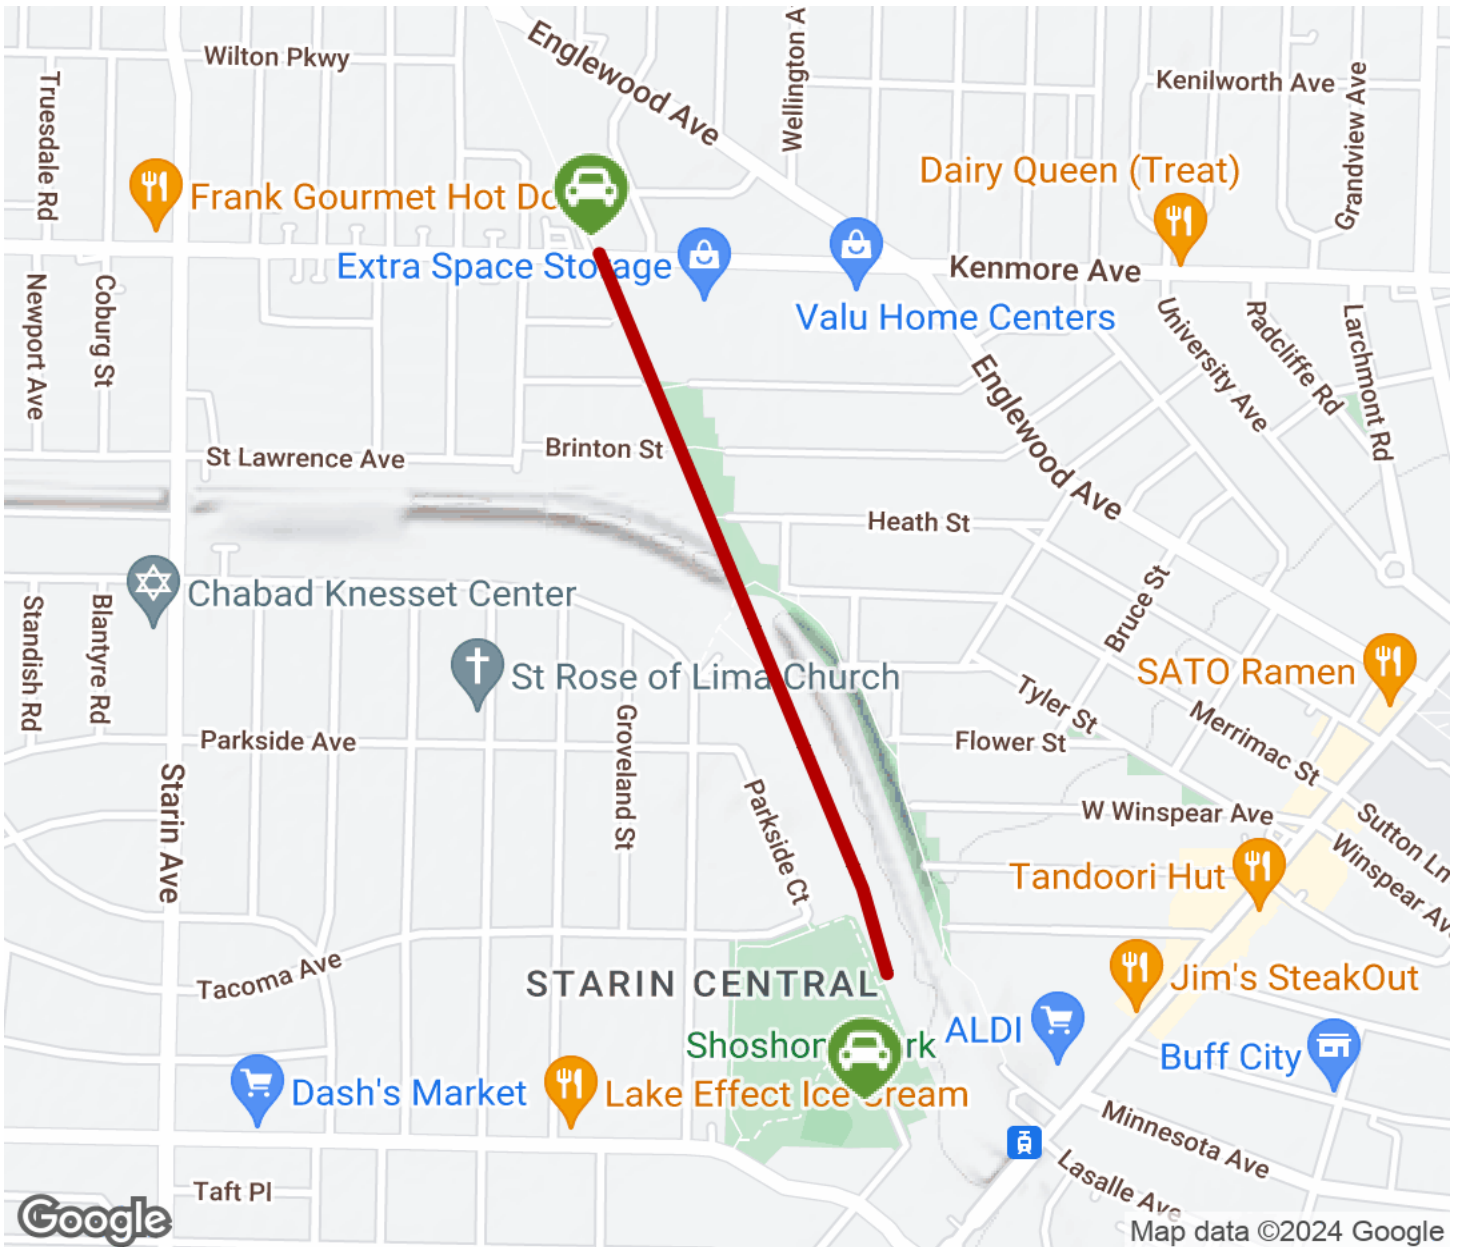 Wilton Pkwy
Englewood Ave
Wellington A
Kenilworth Ave
Grandview Ave
Truesdale Rd
Frank Gourmet Hot Do
Dairy Queen (Treat)
Extra Space Storage
Kenmore Ave
Valu Home Centers
Newport Ave
Coburg St
University Ave
Radcliffe Rd
Larchmont Rd
Englewood Ave
St Lawrence Ave
Brinton St
Heath St
Chabad Knesset Center
Standish Rd
Blantyre Rd
Bruce St
St Rose of Lima Church
SATO Ramen
Tyler St
Merrimac St
Parkside Ave
Groveland St
Flower St
Starin Ave
Parkside Ct
W Winspear Ave
Sutton Ln
Winspear Av
Tandoori Hut
Tacoma Ave
STARIN CENTRAL
Jim's SteakOut
Shoshon rk
ALDI
Buff City
Dash's Market
Lake Effect Ice Cream
Minnesota Ave
Lasalle Ave
Taft Pl
Google
Map data ©2024 Google